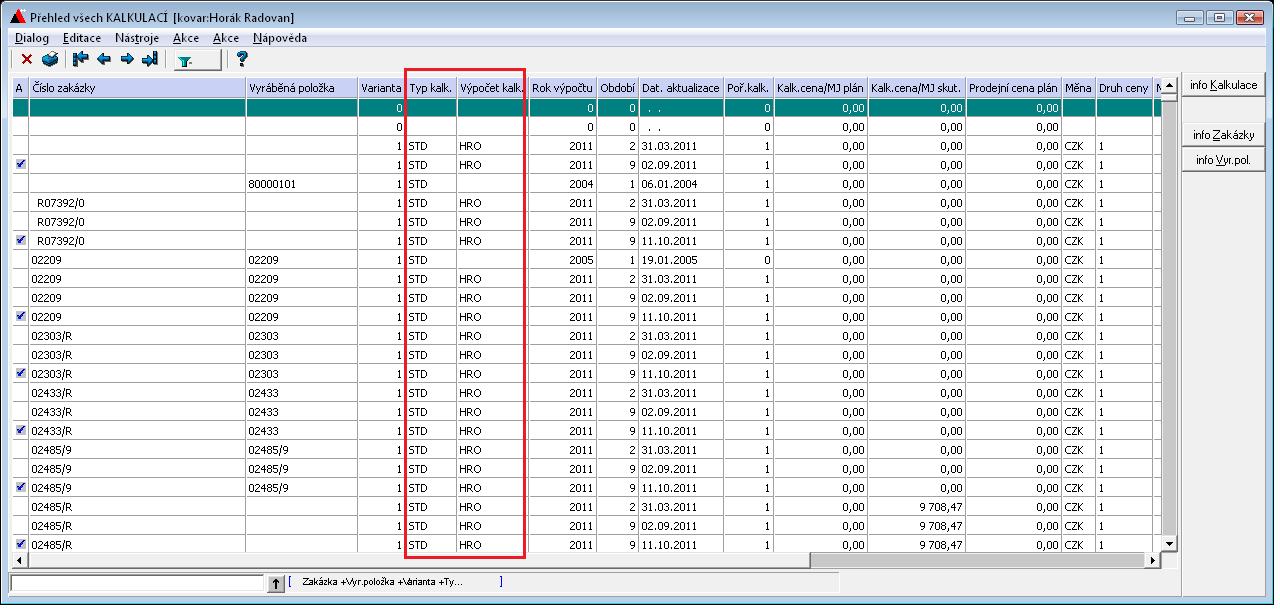 Přehled všech KALKULACÍ [kovar:Horák Radovan]
Dialog Editace Nástroje Akce Akce Nápověda
A Číslo zakázky Vyráběná položka Varianta Typ kalk. Výpočet kalk. Rok výpočtu Období Dat. aktualizace Poř.kalk. Kalk.cena/MJ plán Kalk.cena/MJ skut. Prodejní cena plán Měna Druh ceny
0 0 0 . . 0 0,00 0,00 0,00
0 0 0 . . 0 0,00 0,00 0,00
1 STD HRO 2011 2 31.03.2011 1 0,00 0,00 0,00 CZK 1
1 STD HRO 2011 9 02.09.2011 1 0,00 0,00 0,00 CZK 1
80000101 1 STD 2004 1 06.01.2004 1 0,00 0,00 0,00 CZK 1
R07392/0 1 STD HRO 2011 2 31.03.2011 1 0,00 0,00 0,00 CZK 1
R07392/0 1 STD HRO 2011 9 02.09.2011 1 0,00 0,00 0,00 CZK 1
R07392/0 1 STD HRO 2011 9 11.10.2011 1 0,00 0,00 0,00 CZK 1
02209 02209 1 STD 2005 1 19.01.2005 0 0,00 0,00 0,00 CZK 1
02209 02209 1 STD HRO 2011 2 31.03.2011 1 0,00 0,00 0,00 CZK 1
02209 02209 1 STD HRO 2011 9 02.09.2011 1 0,00 0,00 0,00 CZK 1
02209 02209 1 STD HRO 2011 9 11.10.2011 1 0,00 0,00 0,00 CZK 1
02303/R 02303 1 STD HRO 2011 2 31.03.2011 1 0,00 0,00 0,00 CZK 1
02303/R 02303 1 STD HRO 2011 9 02.09.2011 1 0,00 0,00 0,00 CZK 1
02303/R 02303 1 STD HRO 2011 9 11.10.2011 1 0,00 0,00 0,00 CZK 1
02433/R 02433 1 STD HRO 2011 2 31.03.2011 1 0,00 0,00 0,00 CZK 1
02433/R 02433 1 STD HRO 2011 9 02.09.2011 1 0,00 0,00 0,00 CZK 1
02433/R 02433 1 STD HRO 2011 9 11.10.2011 1 0,00 0,00 0,00 CZK 1
02485/9 02485/9 1 STD HRO 2011 2 31.03.2011 1 0,00 0,00 0,00 CZK 1
02485/9 02485/9 1 STD HRO 2011 9 02.09.2011 1 0,00 0,00 0,00 CZK 1
02485/9 02485/9 1 STD HRO 2011 9 11.10.2011 1 0,00 0,00 0,00 CZK 1
02485/R 1 STD HRO 2011 2 31.03.2011 1 0,00 9 708,47 0,00 CZK 1
02485/R 1 STD HRO 2011 9 02.09.2011 1 0,00 9 708,47 0,00 CZK 1
02485/R 1 STD HRO 2011 9 11.10.2011 1 0,00 9 708,47 0,00 CZK 1
info Kalkulace
info Zakázky
info Vyr.pol.
[ Zakázka +Vyr.položka +Varianta +Ty... ]